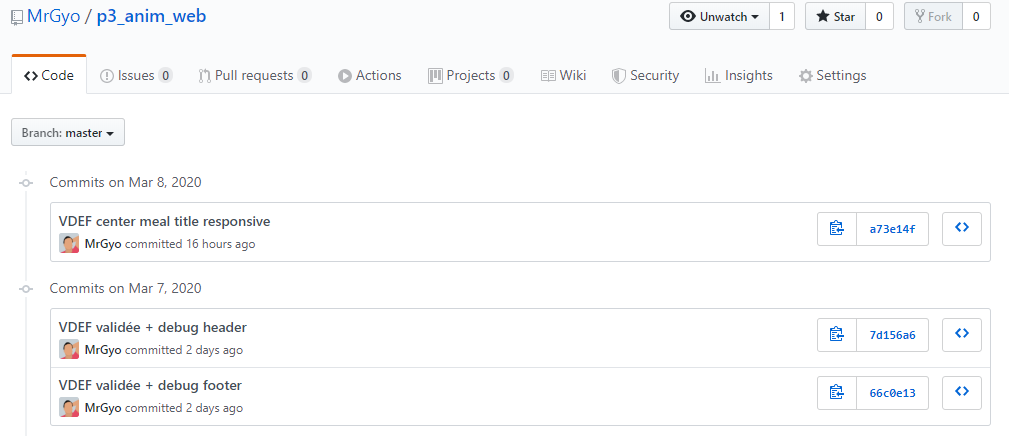 MrGyo / p3_anim_web
Unwatch 1 Star 0 Fork 0
Code Issues 0 Pull requests 0 Actions Projects 0 Wiki Security Insights Settings
Branch: master
Commits on Mar 8, 2020
VDEF center meal title responsive
a73e14f
MrGyo committed 16 hours ago
Commits on Mar 7, 2020
VDEF validée + debug header
7d156a6
MrGyo committed 2 days ago
VDEF validée + debug footer
66c0e13
MrGyo committed 2 days ago